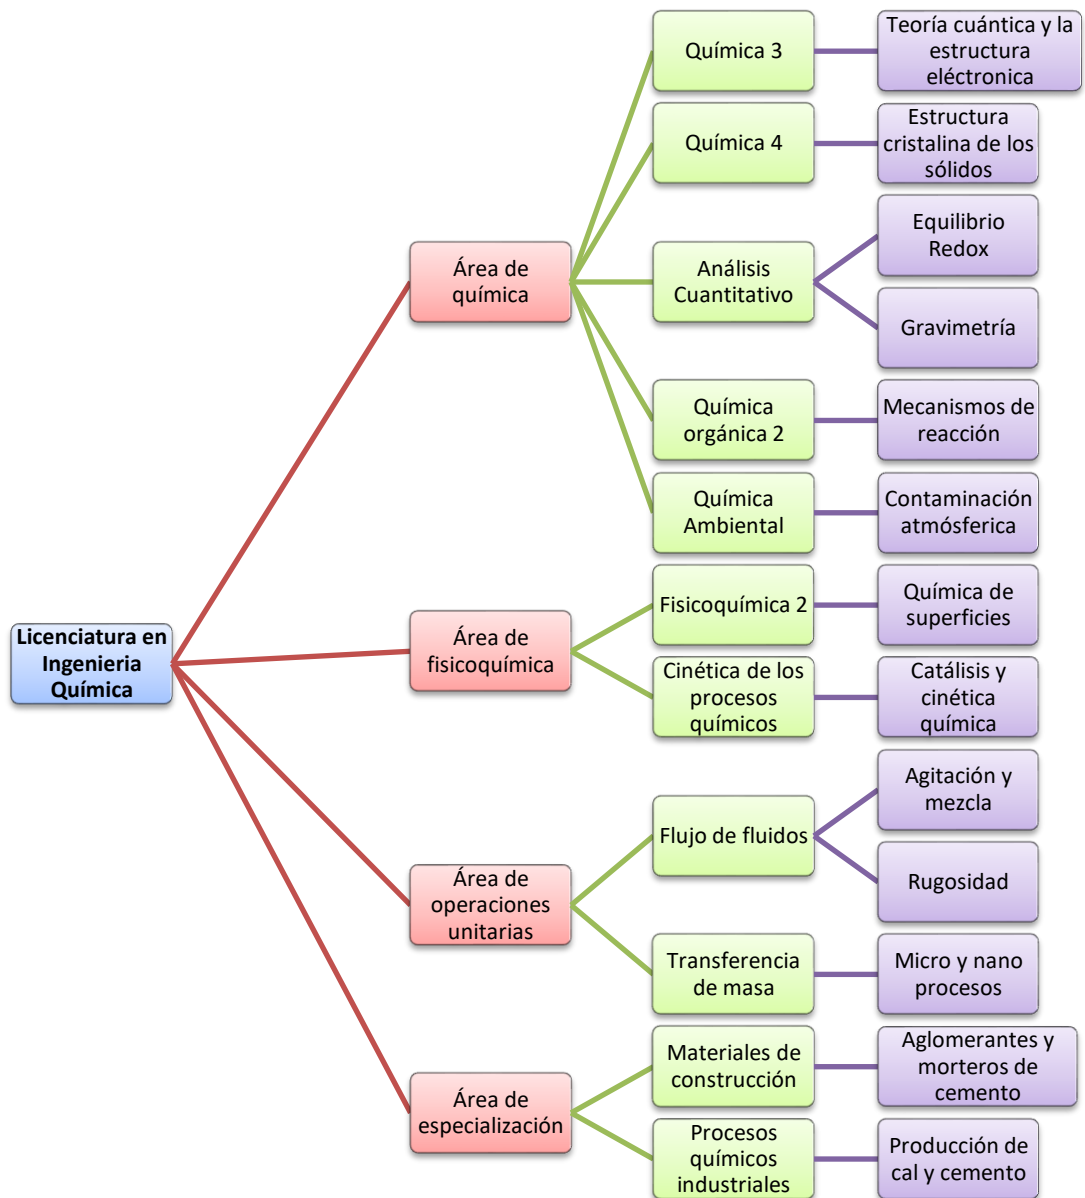 Licenciatura en
Ingenieria
Química
Área de
química
Química 3
Teoría cuántica y la
estructura
eléctronica
Química 4
Estructura
cristalina de los
sólidos
Análisis
Cuantitativo
Equilibrio
Redox
Gravimetría
Química
orgánica 2
Mecanismos de
reacción
Química
Ambiental
Contaminación
atmósferica
Área de
fisicoquímica
Fisicoquímica 2
Química de
superficies
Cinética de los
procesos
químicos
Catálisis y
cinética
química
Área de
operaciones
unitarias
Flujo de fluidos
Agitación y
mezcla
Rugosidad
Transferencia
de masa
Micro y nano
procesos
Área de
especialización
Materiales de
construcción
Aglomerantes y
morteros de
cemento
Procesos
químicos
industriales
Producción de
cal y cemento